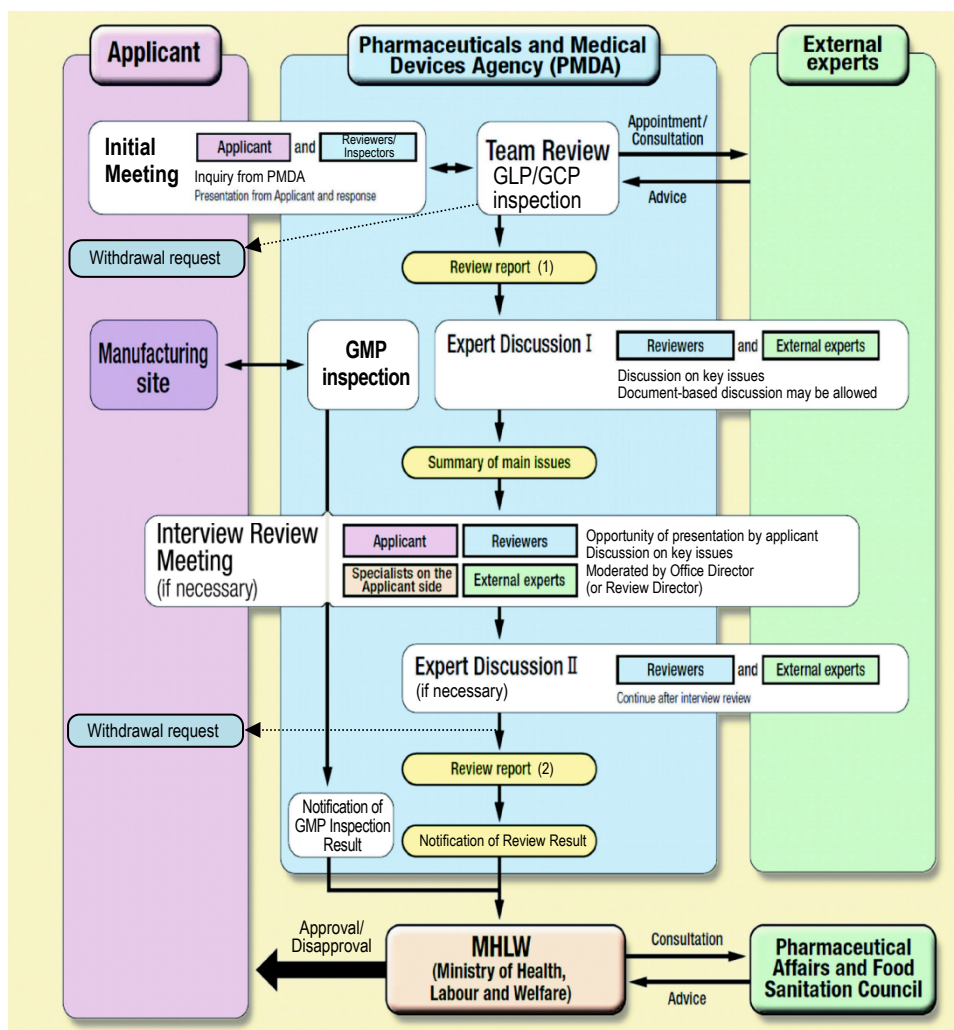 Applicant
Pharmaceuticals and Medical
Devices Agency (PMDA)
External
experts
Initial
Meeting
Applicant
and
Reviewers/
Inspectors
Inquiry from PMDA
Presentation from Applicant and response
Team Review
GLP/GCP
inspection
Appointment/
Consultation
Advice
Withdrawal request
Review report (1)
Manufacturing
site
GMP
inspection
Expert Discussion Ⅰ
Reviewers
and
External experts
Discussion on key issues
Document-based discussion may be allowed
Summary of main issues
Interview Review
Meeting
(if necessary)
Applicant
Reviewers
Specialists on the
Applicant side
External experts
Opportunity of presentation by applicant
Discussion on key issues
Moderated by Office Director
(or Review Director)
Expert Discussion Ⅱ
(if necessary)
Reviewers
and
External experts
Continue after interview review
Withdrawal request
Review report (2)
Notification of
GMP Inspection
Result
Notification of Review Result
Approval/
Disapproval
MHLW
(Ministry of Health,
Labour and Welfare)
Consultation
Advice
Pharmaceutical
Affairs and Food
Sanitation Council